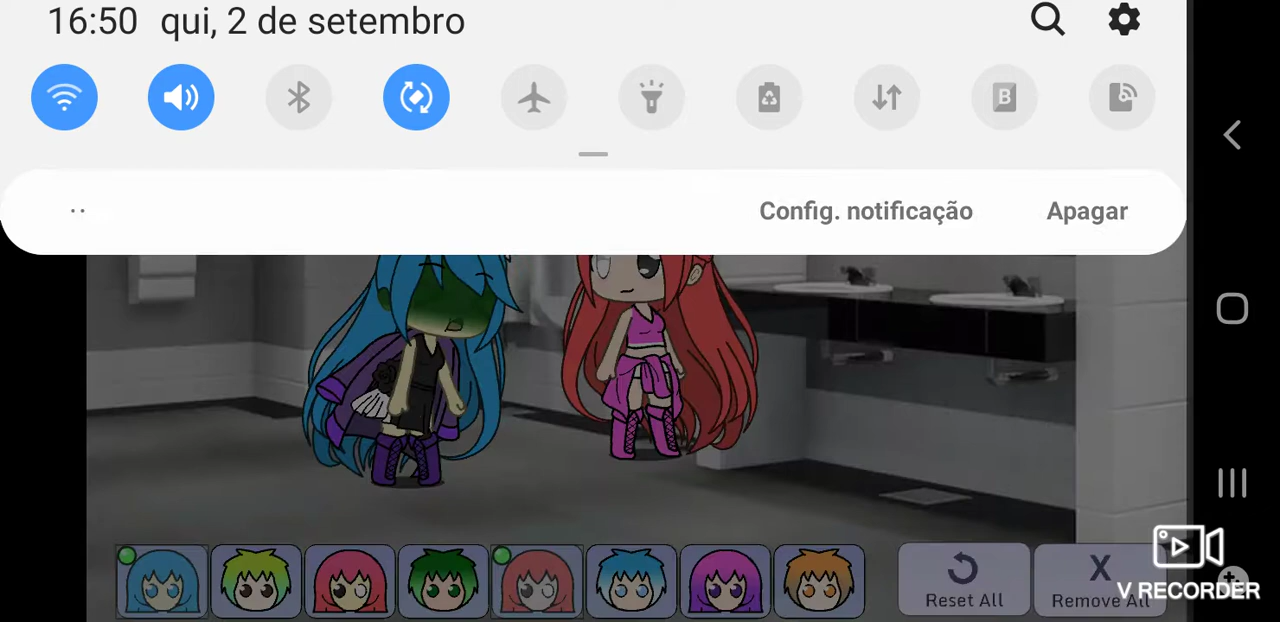 16:50 qui, 2 de setembro
B
Config. notificação Apagar
Reset All
X
Remove All
V RECORDER